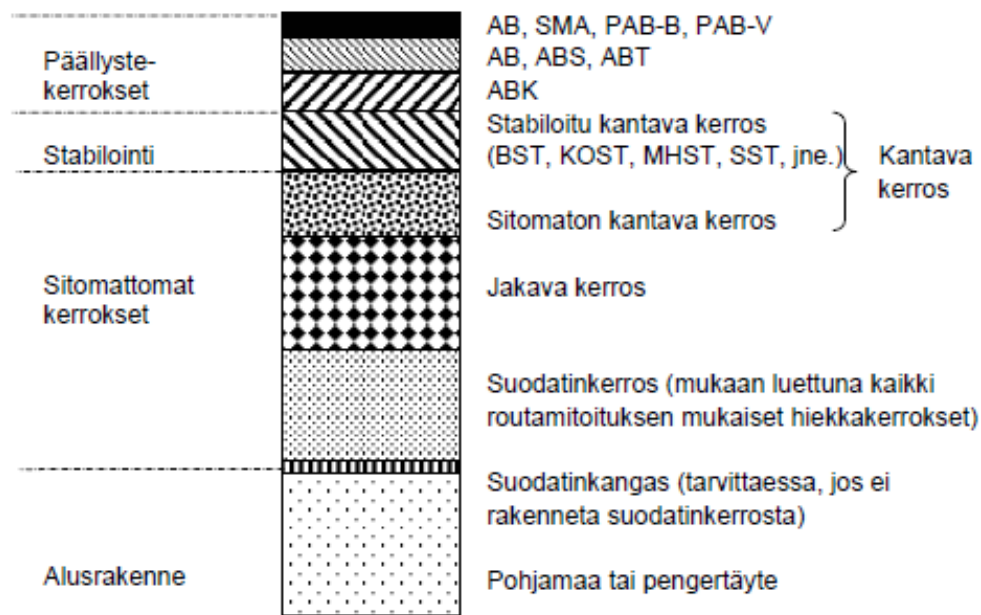 AB, SMA, PAB-B, PAB-V
Päällyste-
kerrokset
AB, ABS, ABT
ABK
Stabilointi
Stabiloitu kantava kerros
(BST, KOST, MHST, SST, jne.)
Kantava
kerros
Sitomaton kantava kerros
Sitomattomat
kerrokset
Jakava kerros
Suodatinkerros (mukaan luettuna kaikki
routamitoituksen mukaiset hiekkakerrokset)
Suodatinkangas (tarvittaessa, jos ei
rakenneta suodatinkerrosta)
Alusrakenne
Pohjamaa tai pengertäyte